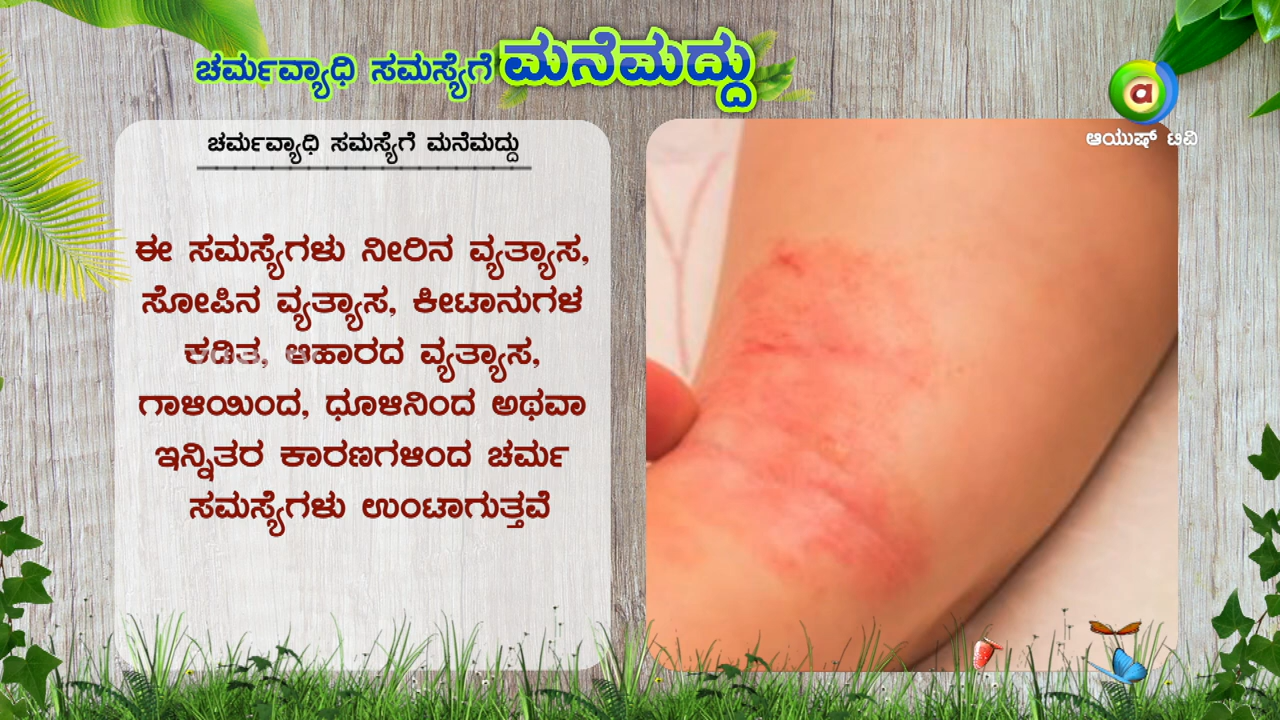 ಚರ್ಮವ್ಯಾಧಿ ಸಮಸ್ಯೆಗೆ ಮನೆಮದ್ದು
ಆಯುಷ್ ಟಿವಿ
ಚರ್ಮವ್ಯಾಧಿ ಸಮಸ್ಯೆಗೆ ಮನೆಮದ್ದು
ಈ ಸಮಸ್ಯೆಗಳು ನೀರಿನ ವ್ಯತ್ಯಾಸ,
ಸೋಪಿನ ವ್ಯತ್ಯಾಸ, ಕೀಟಾನುಗಳ
ಕಡಿತ, ಆಹಾರದ ವ್ಯತ್ಯಾಸ,
ಗಾಳಿಯಿಂದ, ಧೂಳಿನಿಂದ ಅಥವಾ
ಇನ್ನಿತರ ಕಾರಣಗಳಿಂದ ಚರ್ಮ
ಸಮಸ್ಯೆಗಳು ಉಂಟಾಗುತ್ತವೆ